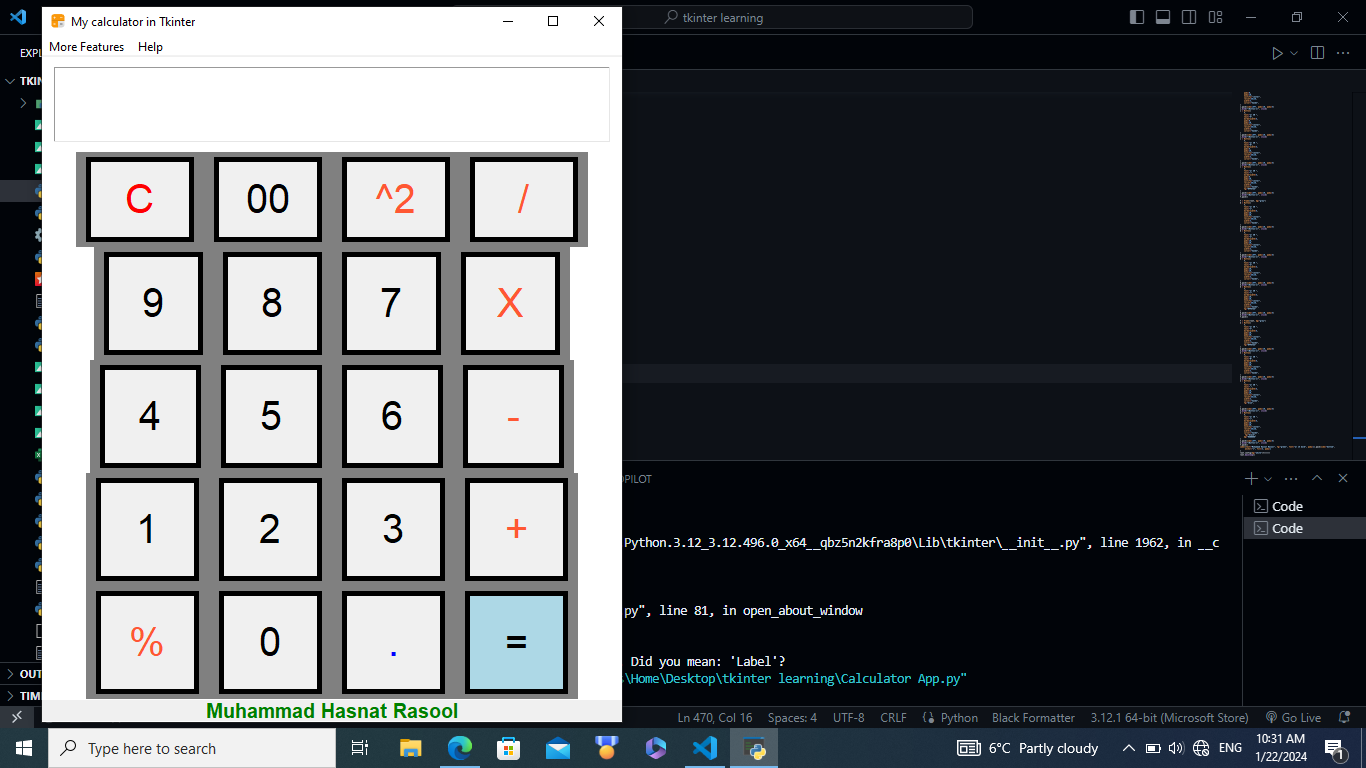 My calculator in Tkinter
tkinter learning
More Features Help
EXPL
TKIN
C 00 ^2 /
9 8 7 X
4 5 6 -
1 2 3 +
% 0 . =
Muhammad Hasnat Rasool
OUT
TIM
PILOT
Code
Code
Python.3.12_3.12.496.0_x64__qbz5n2kfra8p0\Lib\tkinter\__init__.py", line 1962, in __c
py", line 81, in open_about_window
Did you mean: 'Label'?
\Home\Desktop\tkinter learning\Calculator App.py"
Ln 470, Col 16 Spaces: 4 UTF-8 CRLF Python Black Formatter 3.12.1 64-bit (Microsoft Store) Go Live
Type here to search
6°C Partly cloudy
ENG
10:31 AM
1/22/2024
1